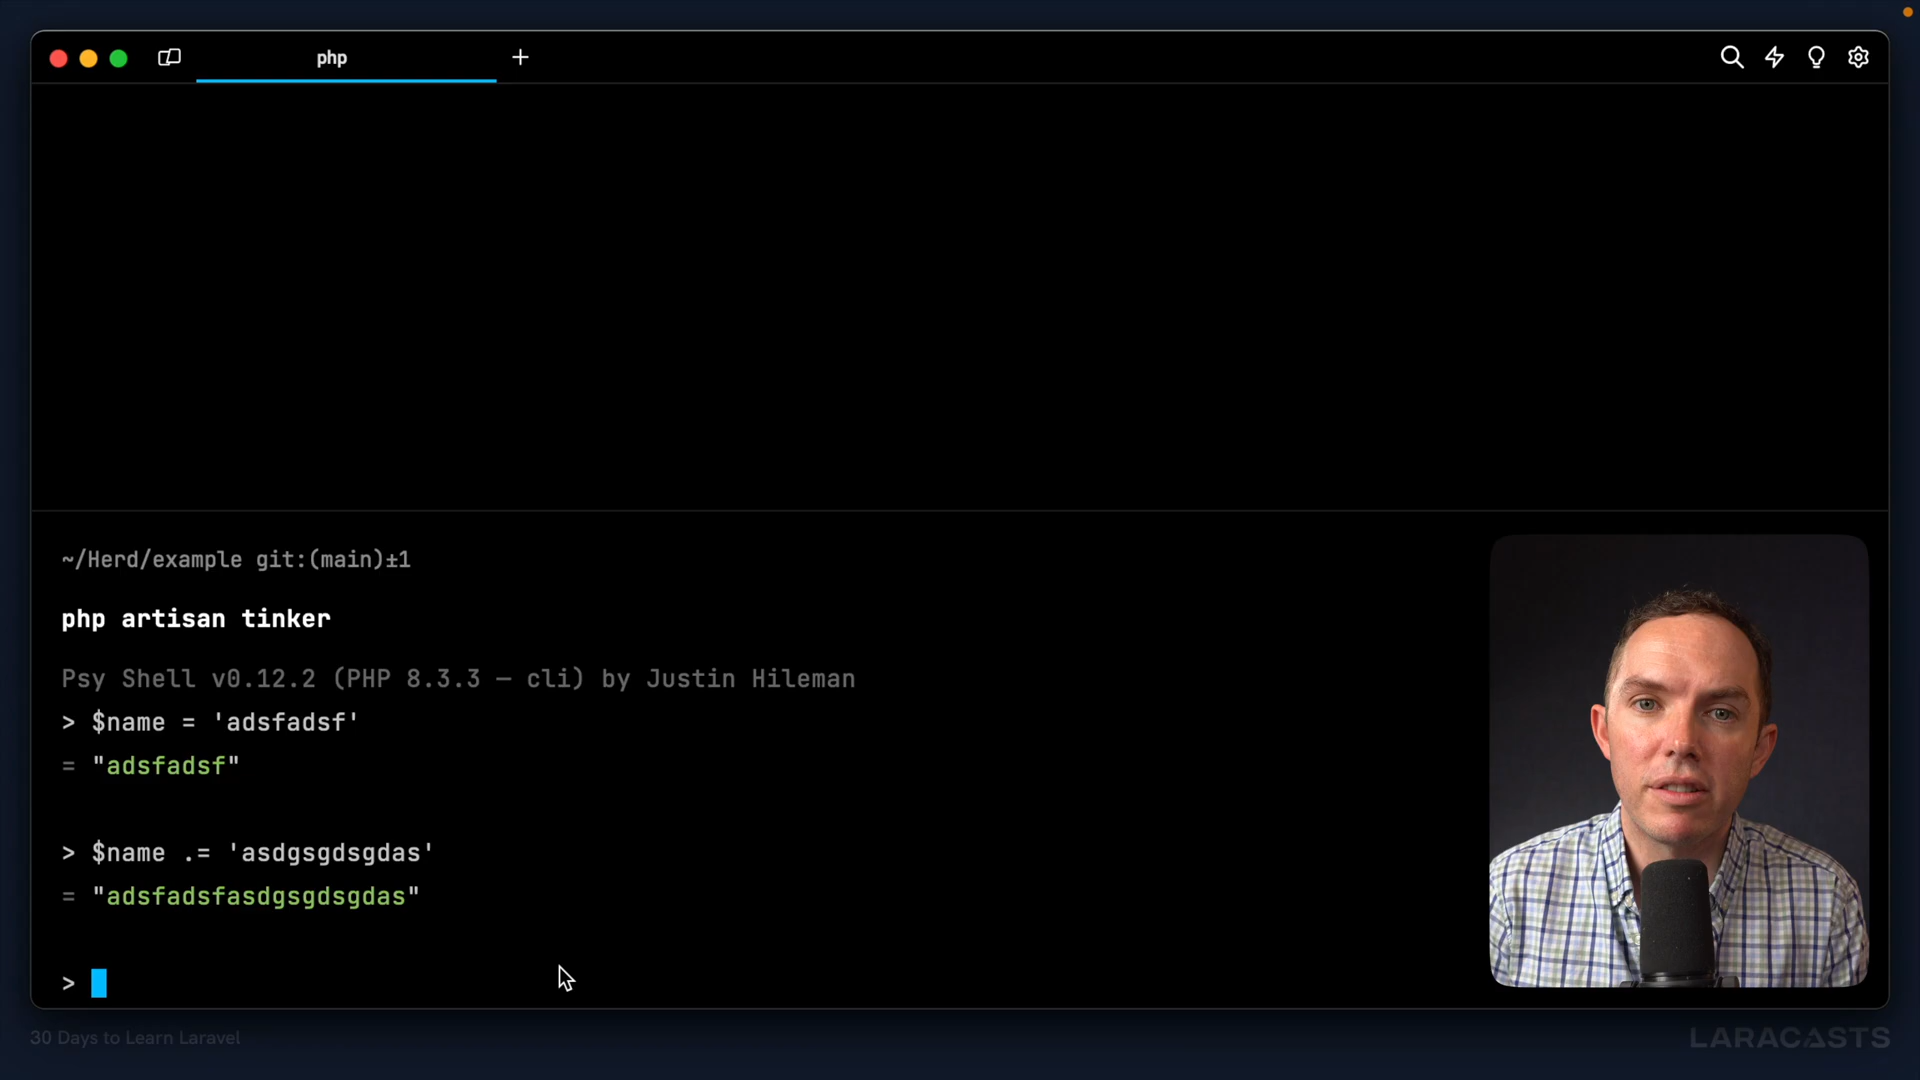 php
~/Herd/example git:(main)±1
php artisan tinker
Psy Shell v0.12.2 (PHP 8.3.3 — cli) by Justin Hileman
> $name = 'adsfadsf'
= "adsfadsf"
> $name .= 'asdgsgdsgdas'
= "adsfadsfasdgsgdsgdas"
>
30 Days to Learn Laravel
LARACASTS